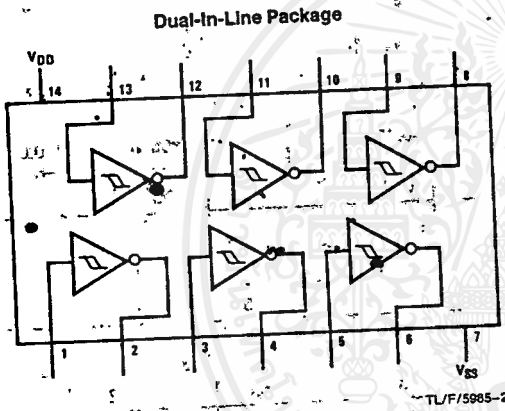 Dual-In-Line Package
VDD
14 13 12 11 10 9 8
1 2 3 4 5 6 7
VSS
TL/F/5985-2